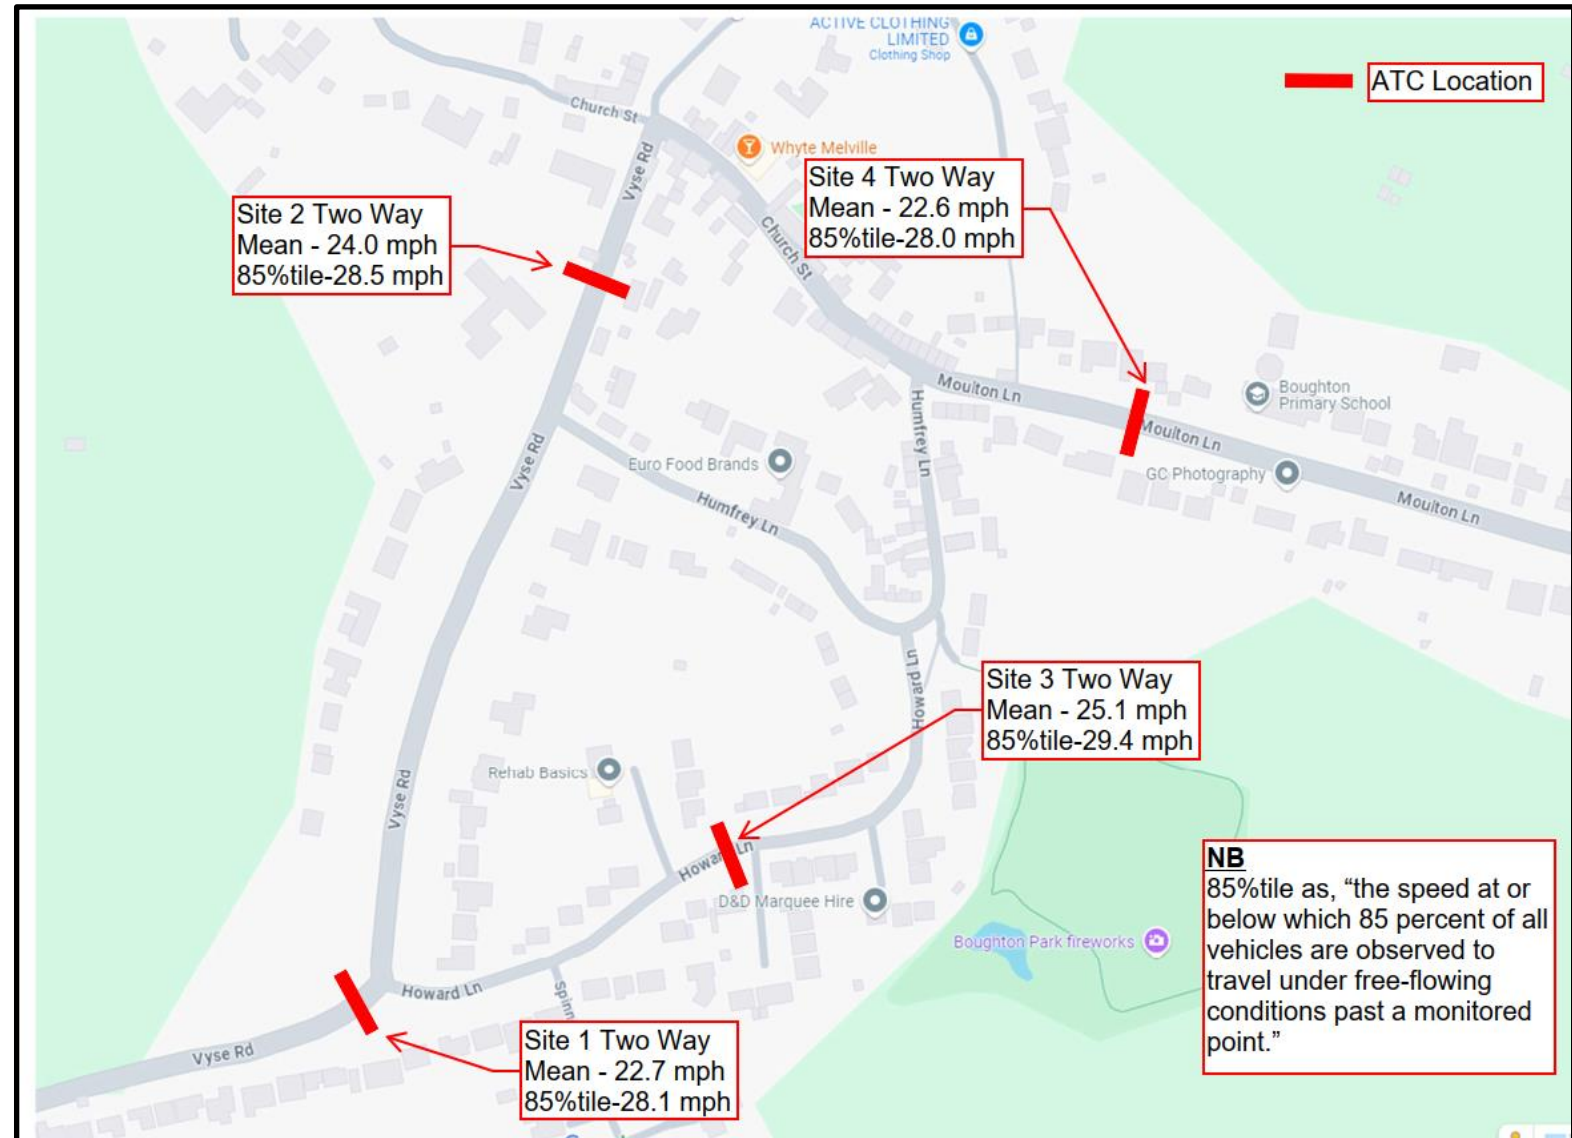 ACTIVE CLOTHING
LIMITED
Clothing Shop
ATC Location
Church St
Whyte Melville
Vyse Rd
Site 4 Two Way
Mean - 22.6 mph
85%tile-28.0 mph
Site 2 Two Way
Mean - 24.0 mph
85%tile-28.5 mph
Church St
Moulton Ln
Humfrey Ln
Boughton
Primary School
Moulton Ln
Vyse Rd
Euro Food Brands
GC Photography
Humfrey Ln
Moulton Ln
Howard Ln
Site 3 Two Way
Mean - 25.1 mph
85%tile-29.4 mph
Rehab Basics
Vyse Rd
Howard Ln
D&D Marquee Hire
Boughton Park fireworks
NB
85%tile as, “the speed at or
below which 85 percent of all
vehicles are observed to
travel under free-flowing
conditions past a monitored
point.”
Howard Ln
Spinn
Vyse Rd
Site 1 Two Way
Mean - 22.7 mph
85%tile-28.1 mph